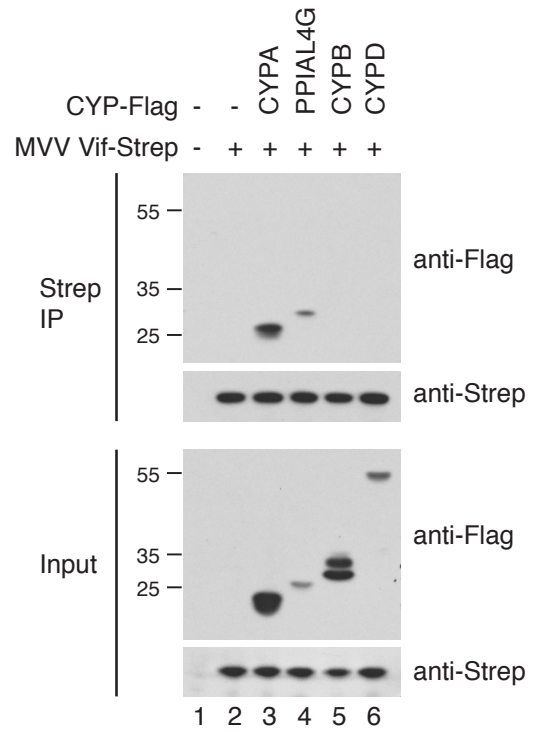 CYPA PPIAL4G CYPB CYPD
CYP-Flag - -
MVV Vif-Strep - + + + + +
55
anti-Flag
35
Strep
IP
25
anti-Strep
55
anti-Flag
35
Input
25
anti-Strep
1 2 3 4 5 6